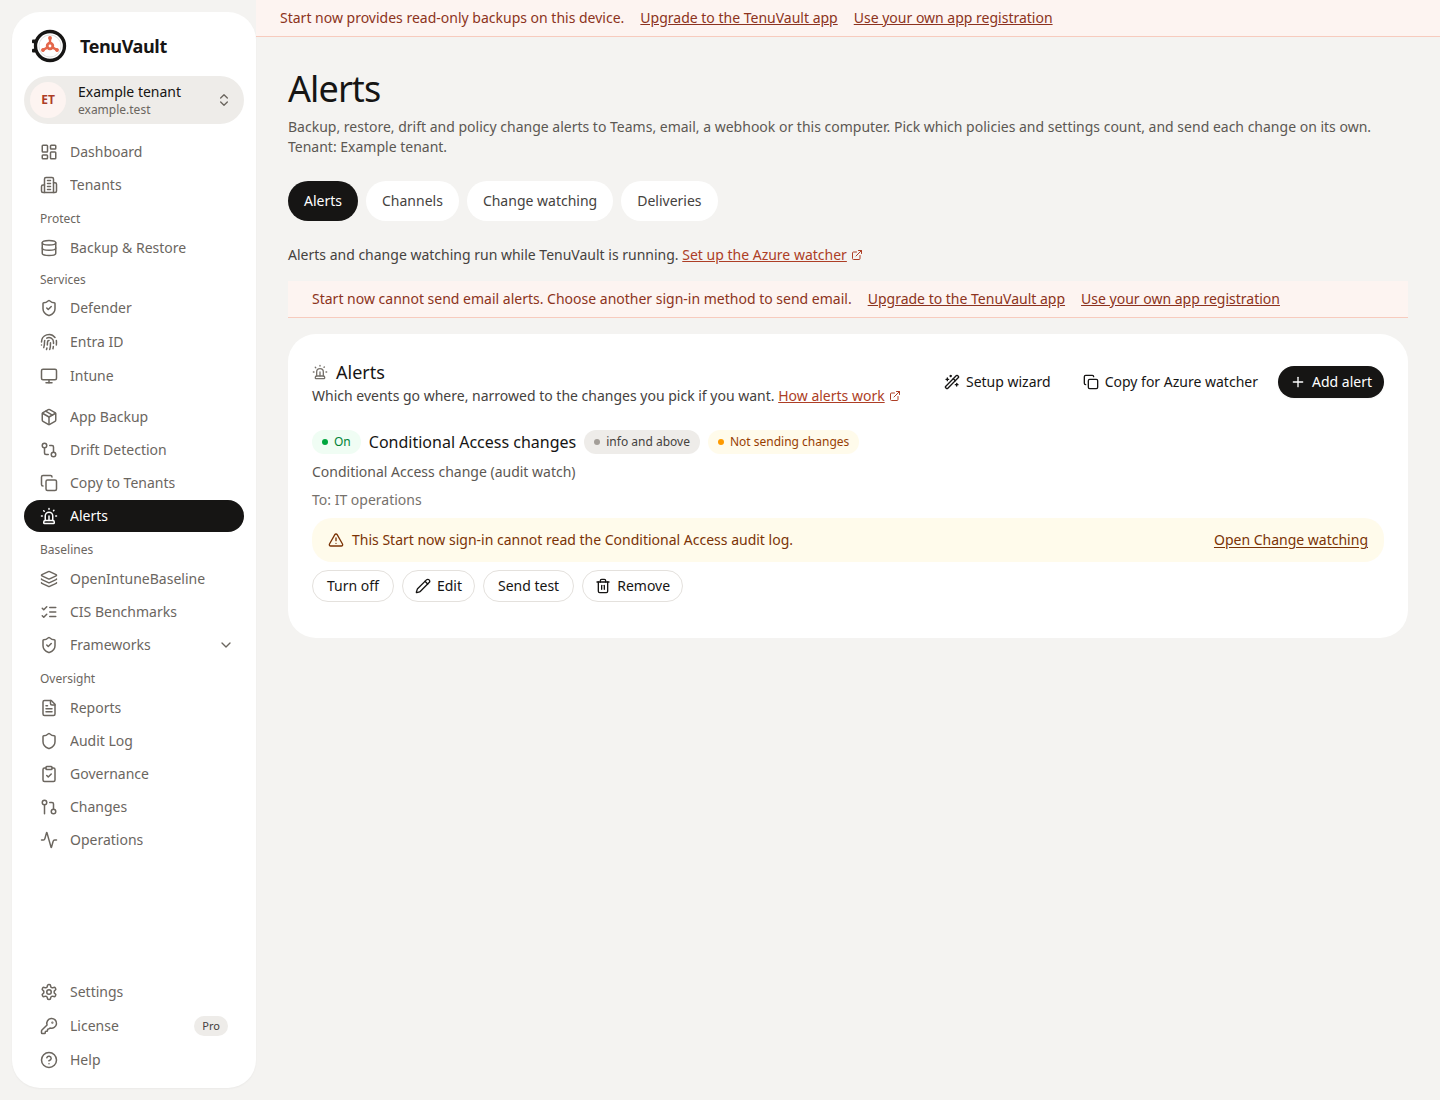 TenuVault
ET
Example tenant
example.test
Dashboard
Tenants
Protect
Backup & Restore
Services
Defender
Entra ID
Intune
App Backup
Drift Detection
Copy to Tenants
Alerts
Baselines
OpenIntuneBaseline
CIS Benchmarks
Frameworks
Oversight
Reports
Audit Log
Governance
Changes
Operations
Settings
License Pro
Help
Start now provides read-only backups on this device. Upgrade to the TenuVault app Use your own app registration
Alerts
Backup, restore, drift and policy change alerts to Teams, email, a webhook or this computer. Pick which policies and settings count, and send each change on its own.
Tenant: Example tenant.
Alerts Channels Change watching Deliveries
Alerts and change watching run while TenuVault is running. Set up the Azure watcher
Start now cannot send email alerts. Choose another sign-in method to send email. Upgrade to the TenuVault app Use your own app registration
Alerts
Which events go where, narrowed to the changes you pick if you want. How alerts work
Setup wizard Copy for Azure watcher Add alert
On Conditional Access changes info and above Not sending changes
Conditional Access change (audit watch)
To: IT operations
This Start now sign-in cannot read the Conditional Access audit log. Open Change watching
Turn off Edit Send test Remove